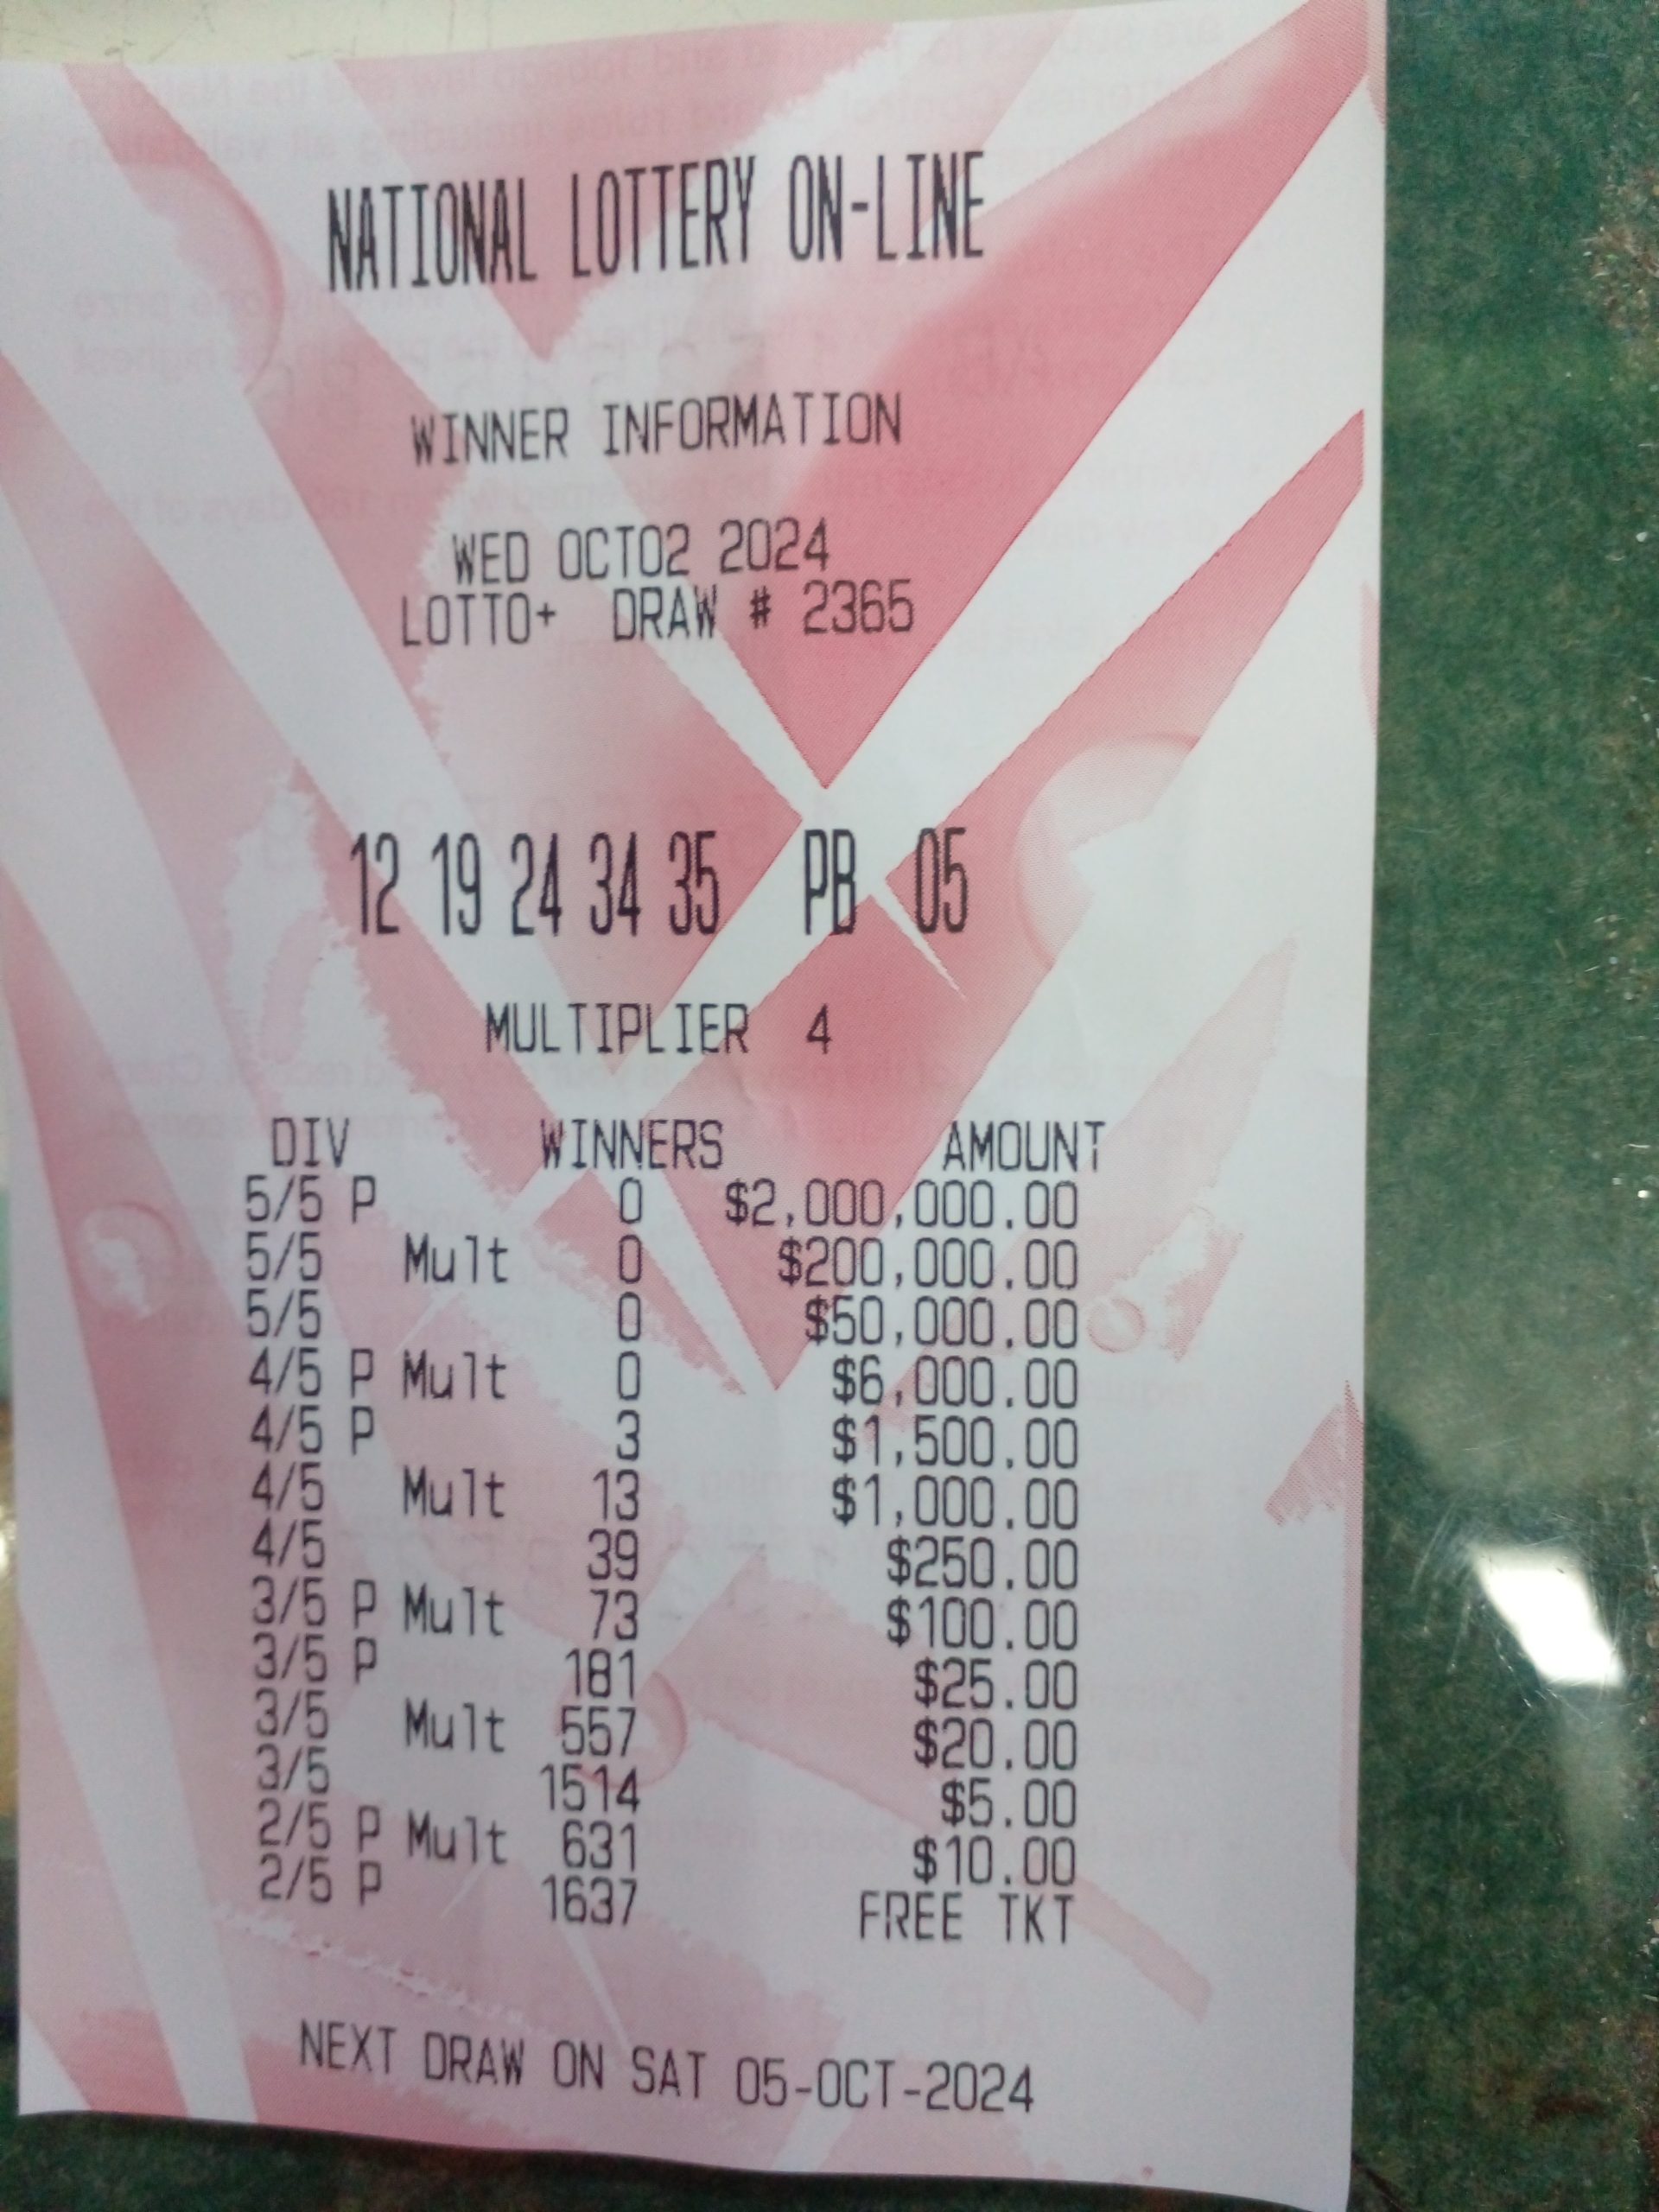 NATIONAL LOTTERY ON-LINE
WINNER INFORMATION
WED OCT02 2024
LOTTO+ DRAW # 2365
12 19 24 34 35 PB 05
MULTIPLIER 4
DIV WINNERS AMOUNT
5/5 P 0 $2,000,000.00
5/5 Mult 0 $200,000.00
5/5 0 $50,000.00
4/5 P Mult 0 $6,000.00
4/5 P 3 $1,500.00
4/5 Mult 13 $1,000.00
4/5 39 $250.00
3/5 P Mult 73 $100.00
3/5 P 181 $25.00
3/5 Mult 557 $20.00
3/5 1514 $5.00
2/5 P Mult 631 $10.00
2/5 P 1637 FREE TKT
NEXT DRAW ON SAT 05-OCT-2024